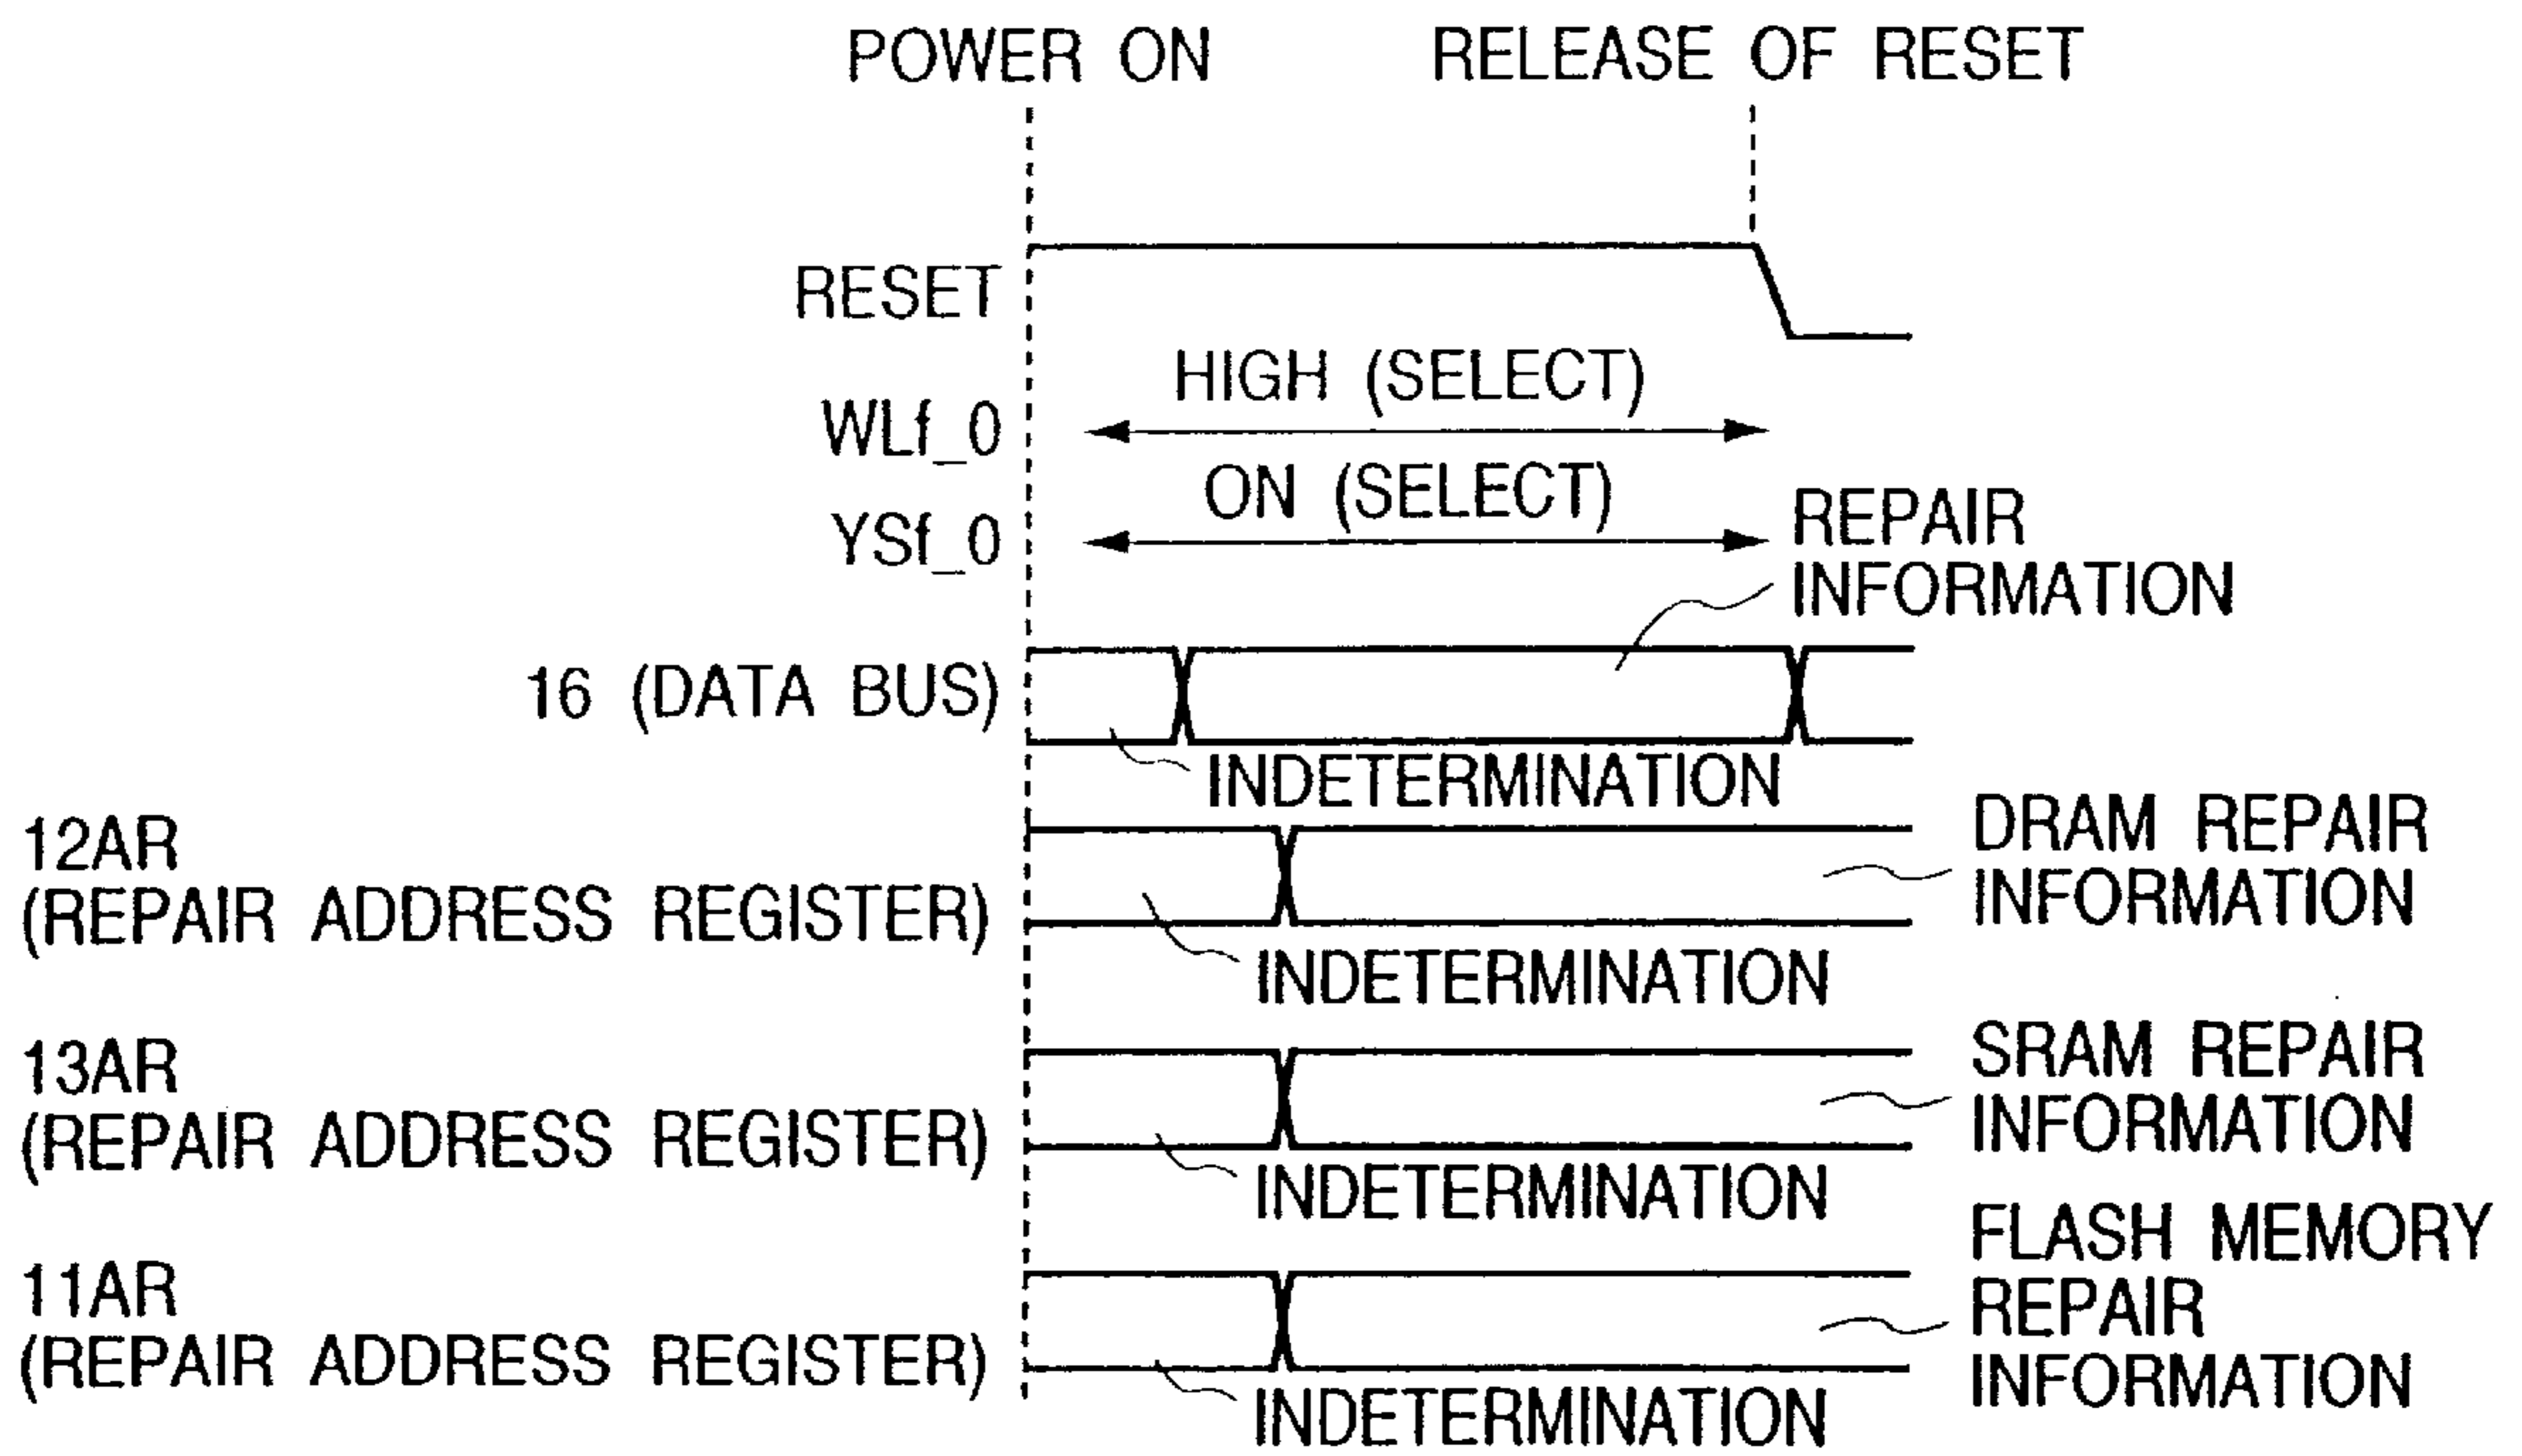 POWER ON
RELEASE OF RESET
RESET
HIGH (SELECT)
WLf_0
ON (SELECT)
YSf_0
REPAIR
INFORMATION
16 (DATA BUS)
INDETERMINATION
12AR
(REPAIR ADDRESS REGISTER)
DRAM REPAIR
INFORMATION
INDETERMINATION
13AR
(REPAIR ADDRESS REGISTER)
SRAM REPAIR
INFORMATION
INDETERMINATION
11AR
(REPAIR ADDRESS REGISTER)
FLASH MEMORY
REPAIR
INFORMATION
INDETERMINATION